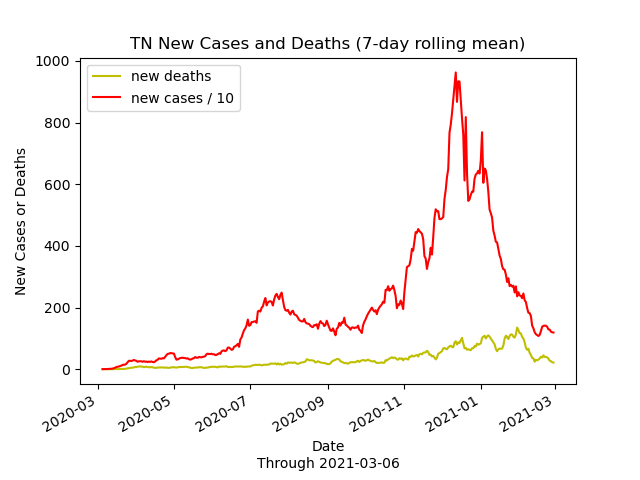 TN New Cases and Deaths (7-day rolling mean)
new deaths
new cases / 10
New Cases or Deaths
1000
800
600
400
200
0
2020-03
2020-05
2020-07
2020-09
2020-11
2021-01
2021-03
Date
Through 2021-03-06